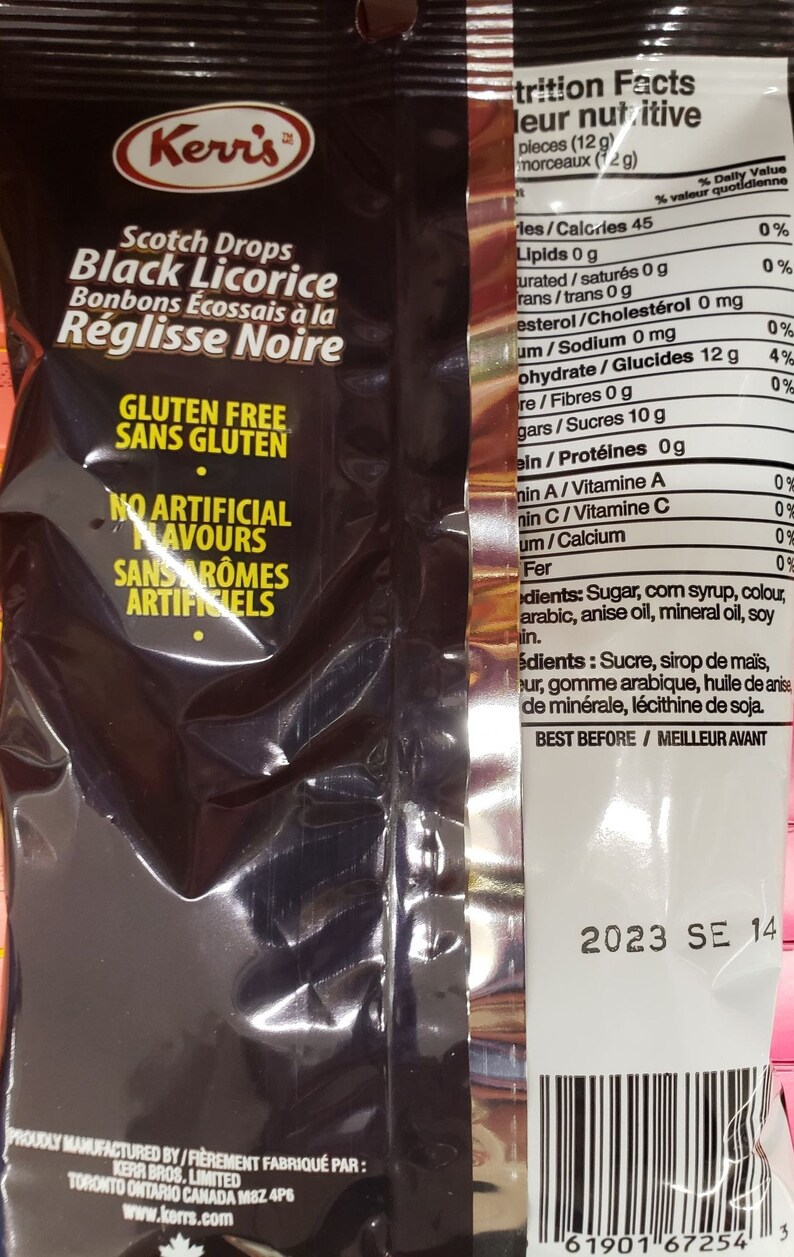 Kerr's TM MC
Scotch Drops
Black Licorice
Bonbons Écossais à la
Réglisse Noire
GLUTEN FREE
SANS GLUTEN
•
NO ARTIFICIAL
FLAVOURS
SANS ARÔMES
ARTIFICIELS
•
PROUDLY MANUFACTURED BY / FIÈREMENT FABRIQUÉ PAR :
KERR BROS. LIMITED
TORONTO ONTARIO CANADA M8Z 4P6
www.kerrs.com
trition Facts
leur nutritive
pieces (12 g)
morceaux (12 g)
% Daily Value
% valeur quotidienne
ries / Calories 45
Lipids 0 g 0 %
urated / saturés 0 g 0 %
rans / trans 0 g
esterol / Cholestérol 0 mg
um / Sodium 0 mg 0 %
ohydrate / Glucides 12 g 4 %
re / Fibres 0 g 0 %
gars / Sucres 10 g
ein / Protéines 0 g
min A / Vitamine A 0 %
min C / Vitamine C 0 %
um / Calcium 0 %
Fer 0 %
edients: Sugar, corn syrup, colour,
arabic, anise oil, mineral oil, soy
in.
édients : Sucre, sirop de maïs,
eur, gomme arabique, huile de anise,
de minérale, lécithine de soja.
BEST BEFORE / MEILLEUR AVANT
2023 SE 14
61901 67254 3